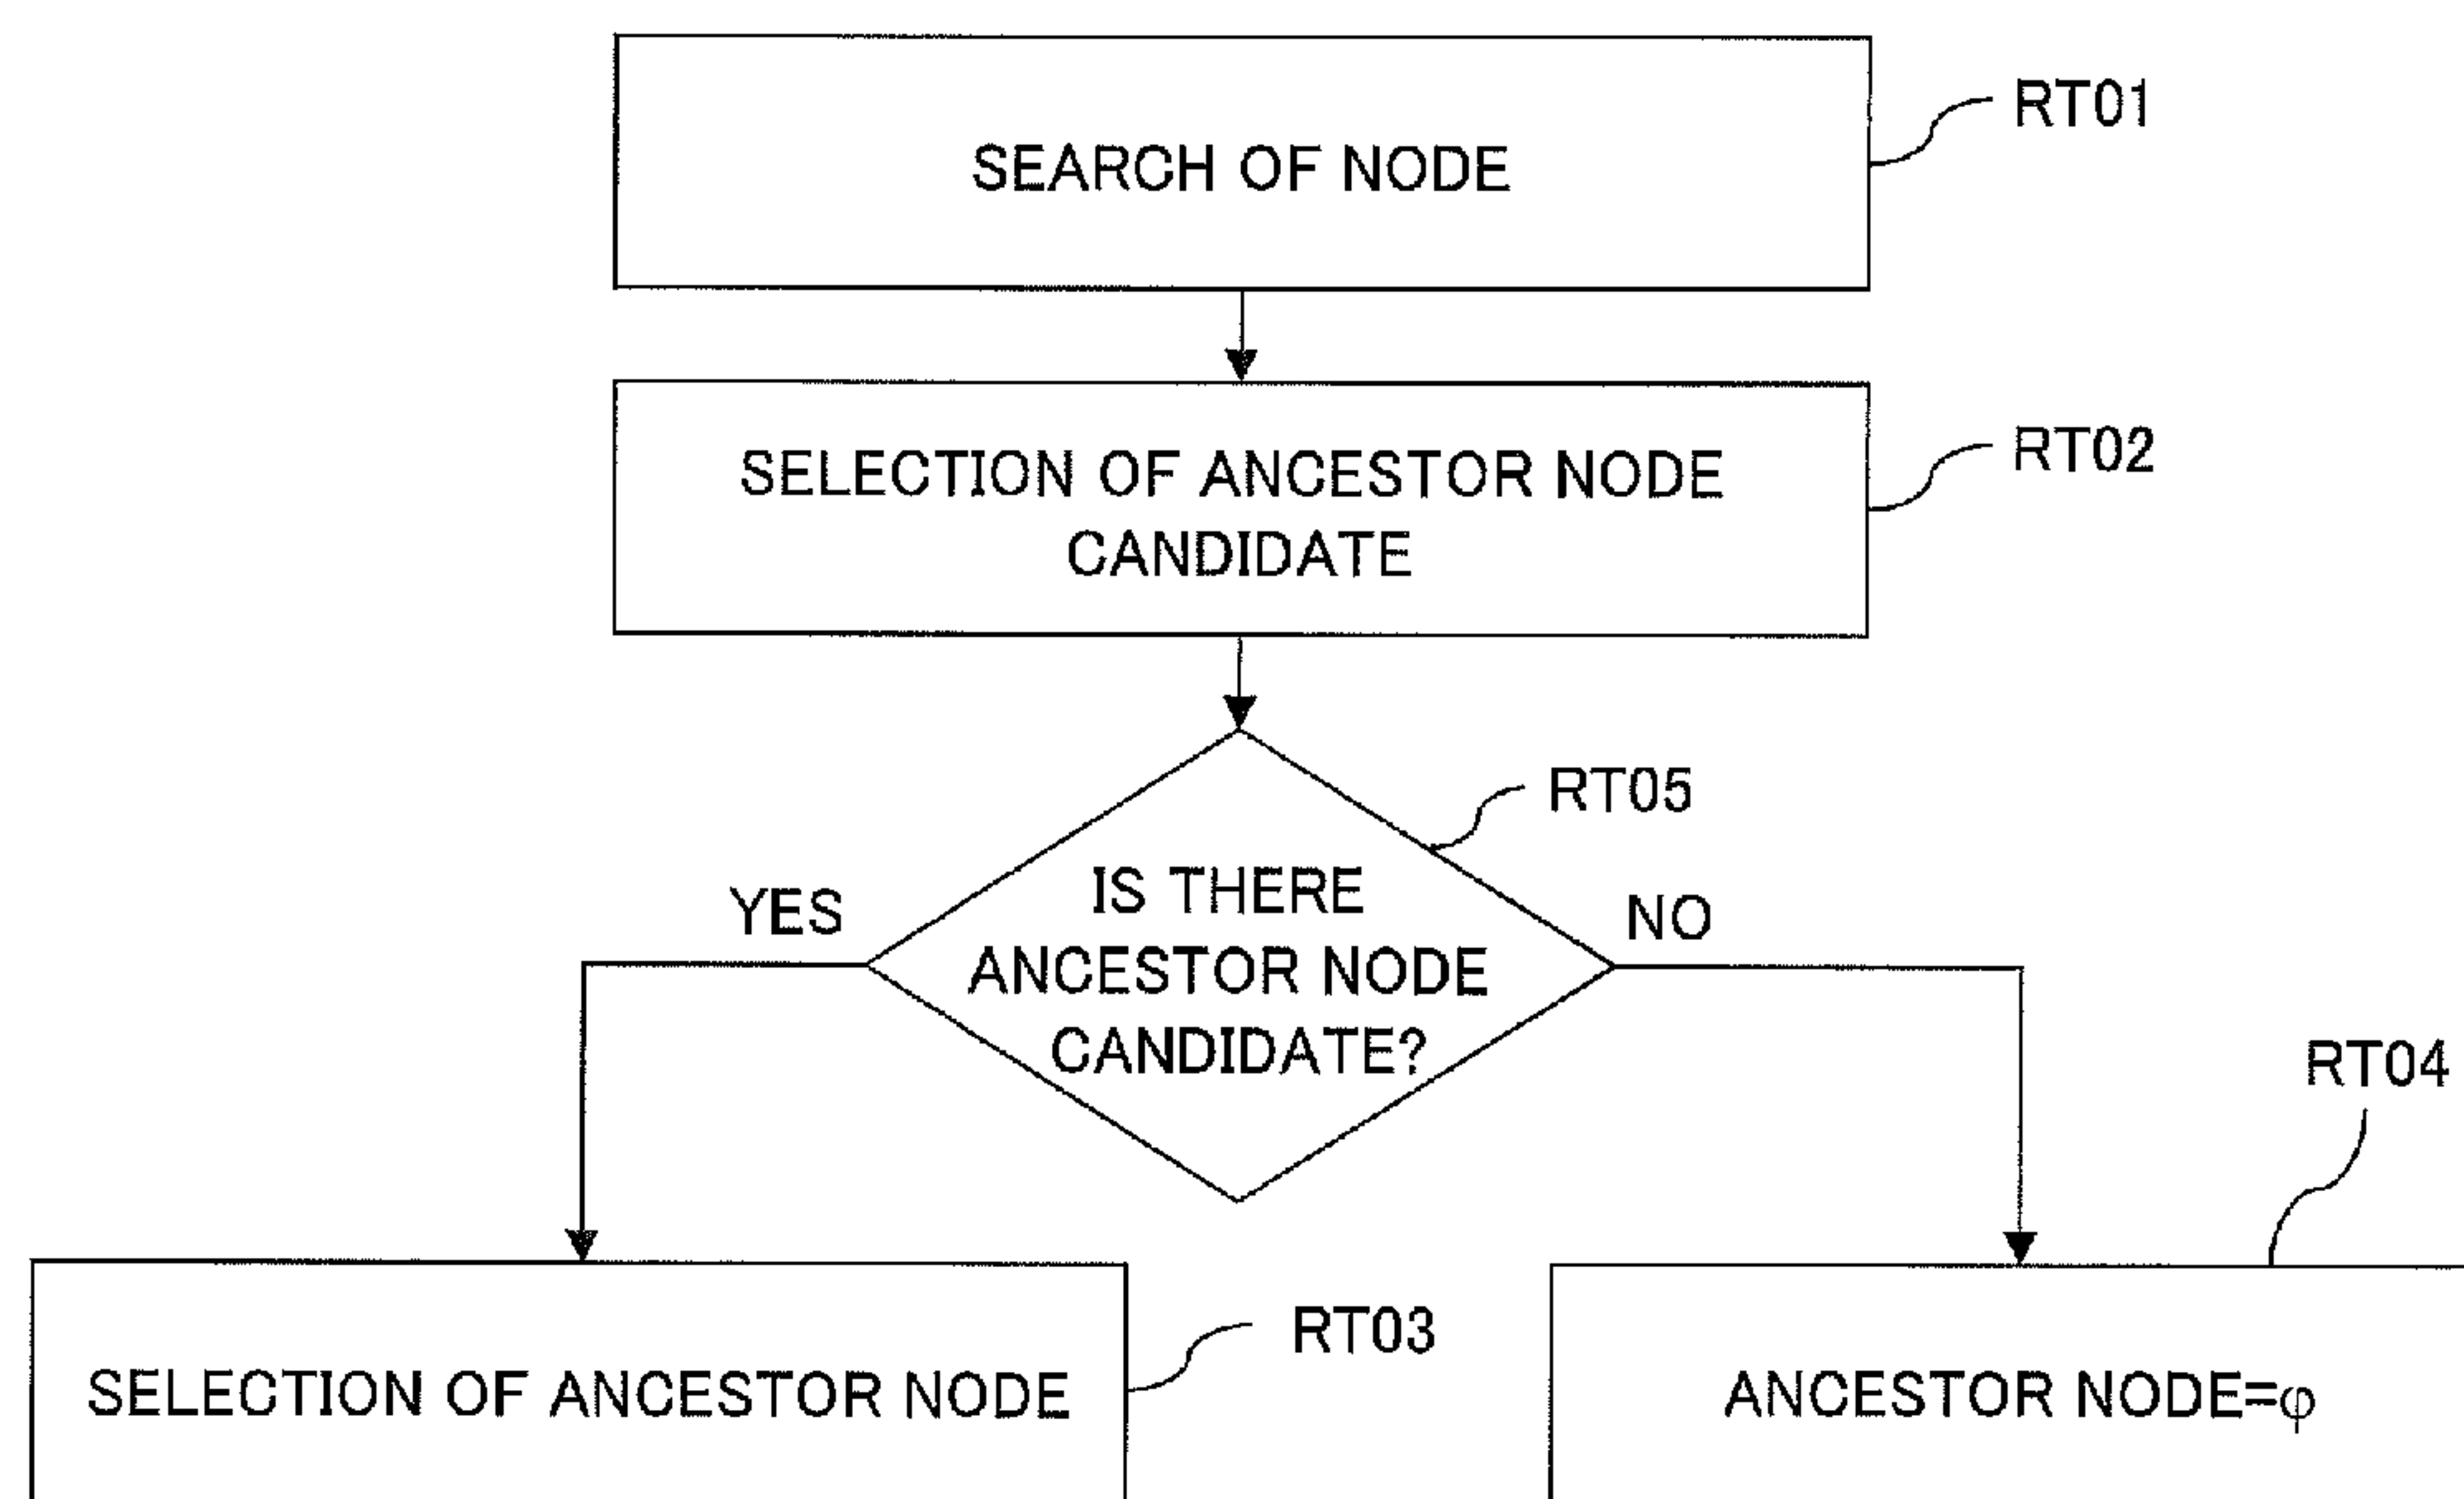 RT01
SEARCH OF NODE
RT02
SELECTION OF ANCESTOR NODE
CANDIDATE
RT05
IS THERE
ANCESTOR NODE
CANDIDATE?
YES
NO
RT04
RT03
SELECTION OF ANCESTOR NODE
ANCESTOR NODE=φ